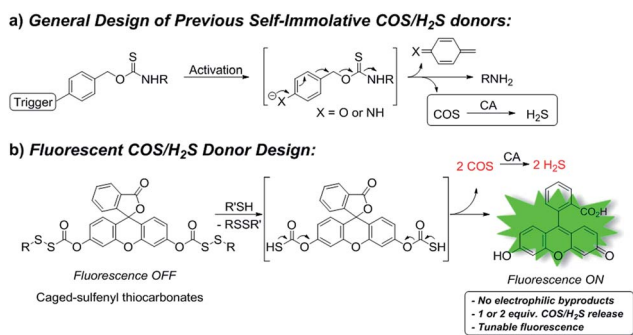 a) General Design of Previous Self-Immolative COS/H2S donors:
Trigger
O
S
NHR
Activation
⊖
X
O
S
NHR
X = O or NH
X
RNH2
COS
CA
H2S
b) Fluorescent COS/H2S Donor Design:
R
S
S
O
O
O
O
O
O
O
S
S
R
Fluorescence OFF
Caged-sulfenyl thiocarbonates
R'SH
- RSSR'
HS
O
O
O
O
O
O
O
SH
2 COS
CA
2 H2S
CO2H
HO
O
O
Fluorescence ON
- No electrophilic byproducts
- 1 or 2 equiv. COS/H2S release
- Tunable fluorescence